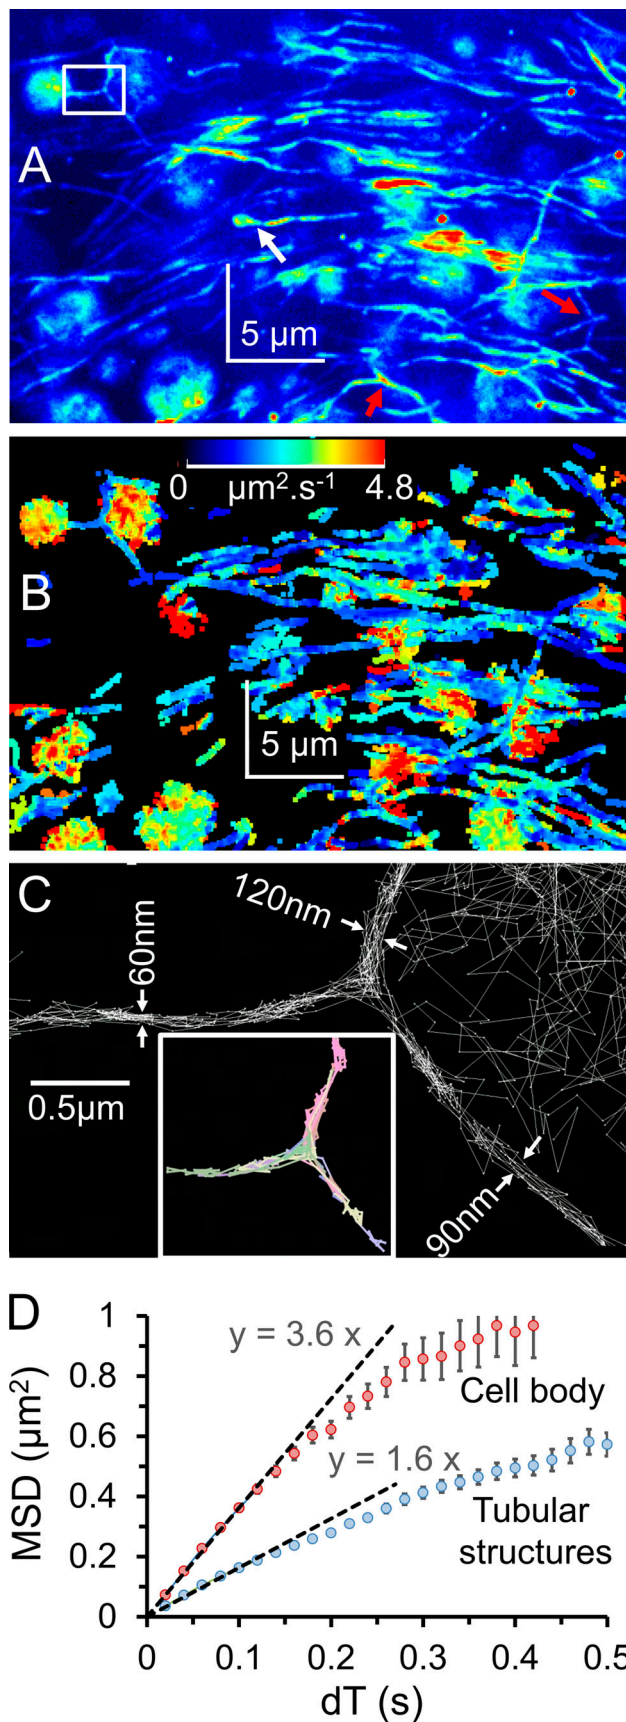 A
5 μm
0 μm².s⁻¹ 4.8
B
5 μm
C
120nm
60nm
0.5μm
90nm
D
1
0.8
0.6
0.4
0.2
0
MSD (μm²)
y = 3.6 x
Cell body
y = 1.6 x
Tubular
structures
0 0.1 0.2 0.3 0.4 0.5
dT (s)